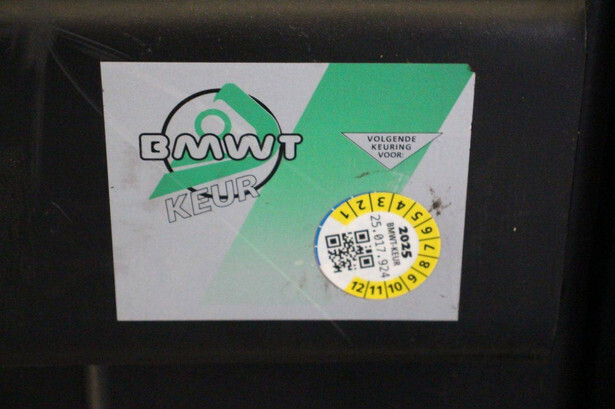 BMWT
KEUR
VOLGENDE
KEURING
VOOR:
1 2 3 4 5 6 7 8 9 10 11 12
2025
BMWT-KEUR
25.017.924